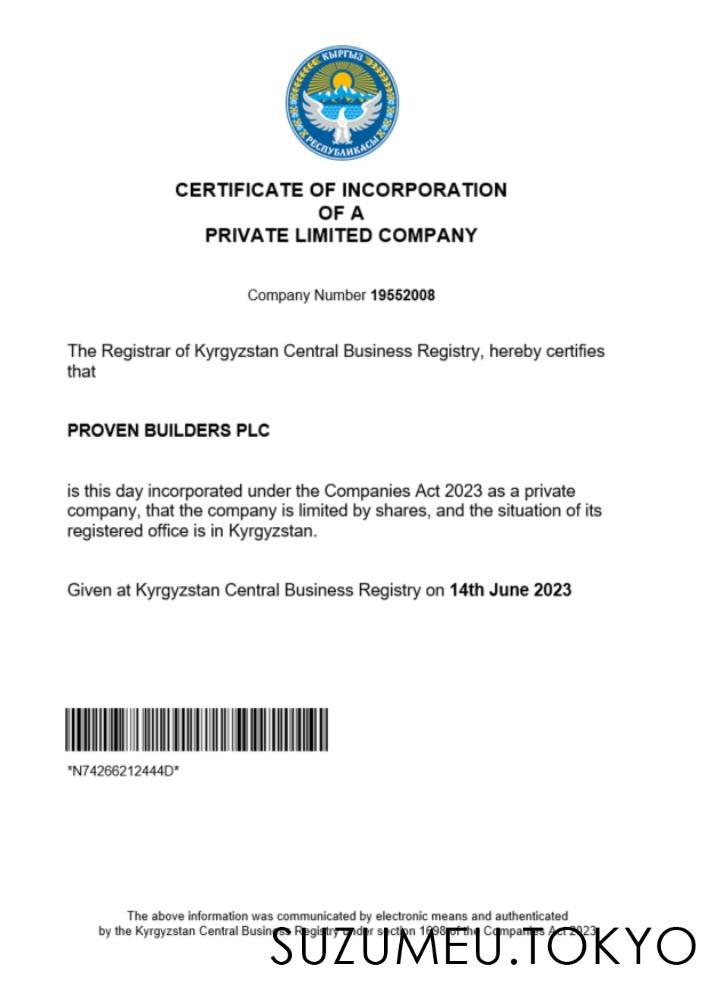 КЫРГЫЗ
РЕСПУБЛИКАСЫ
CERTIFICATE OF INCORPORATION
OF A
PRIVATE LIMITED COMPANY
Company Number 19552008
The Registrar of Kyrgyzstan Central Business Registry, hereby certifies
that
PROVEN BUILDERS PLC
is this day incorporated under the Companies Act 2023 as a private
company, that the company is limited by shares, and the situation of its
registered office is in Kyrgyzstan.
Given at Kyrgyzstan Central Business Registry on 14th June 2023
*N74266212444D*
The above information was communicated by electronic means and authenticated
by the Kyrgyzstan Central Business Registry under section 1698 of the Companies Act 2023
SUZUMEU.TOKYO